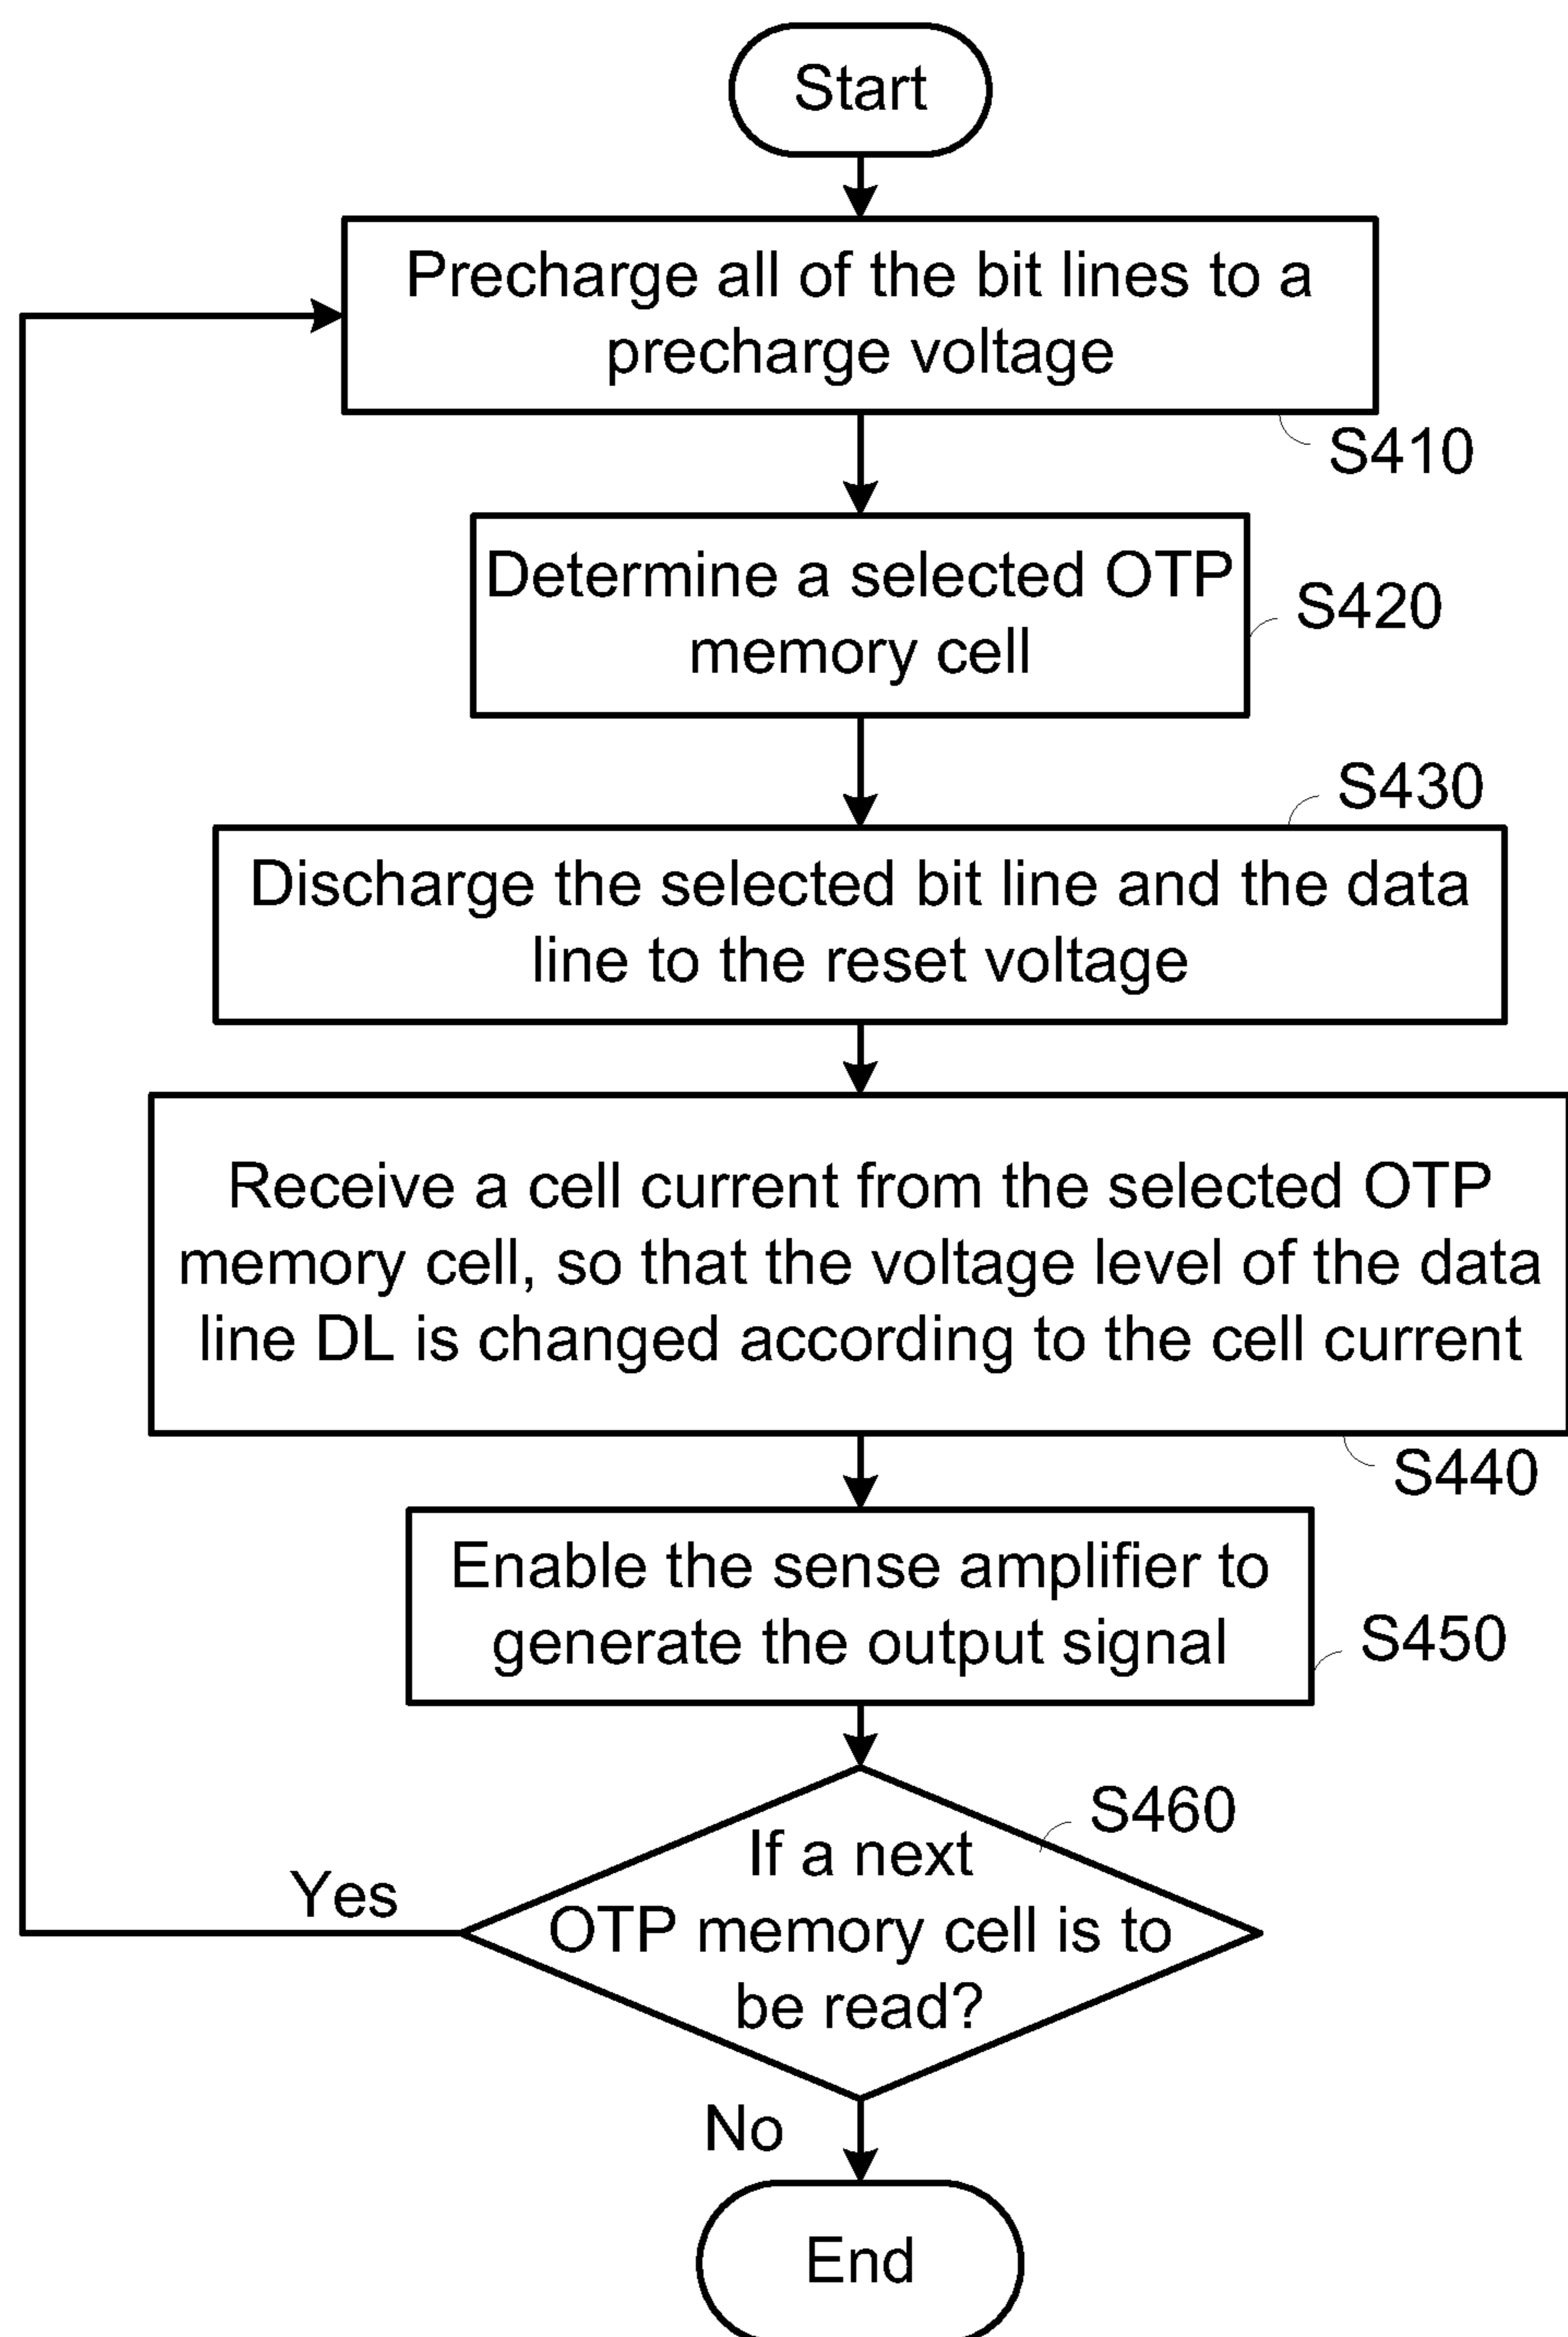 Start
Precharge all of the bit lines to a
precharge voltage
S410
Determine a selected OTP
memory cell
S420
S430
Discharge the selected bit line and the data
line to the reset voltage
Receive a cell current from the selected OTP
memory cell, so that the voltage level of the data
line DL is changed according to the cell current
S440
Enable the sense amplifier to
generate the output signal
S450
S460
If a next
OTP memory cell is to
be read?
Yes
No
End